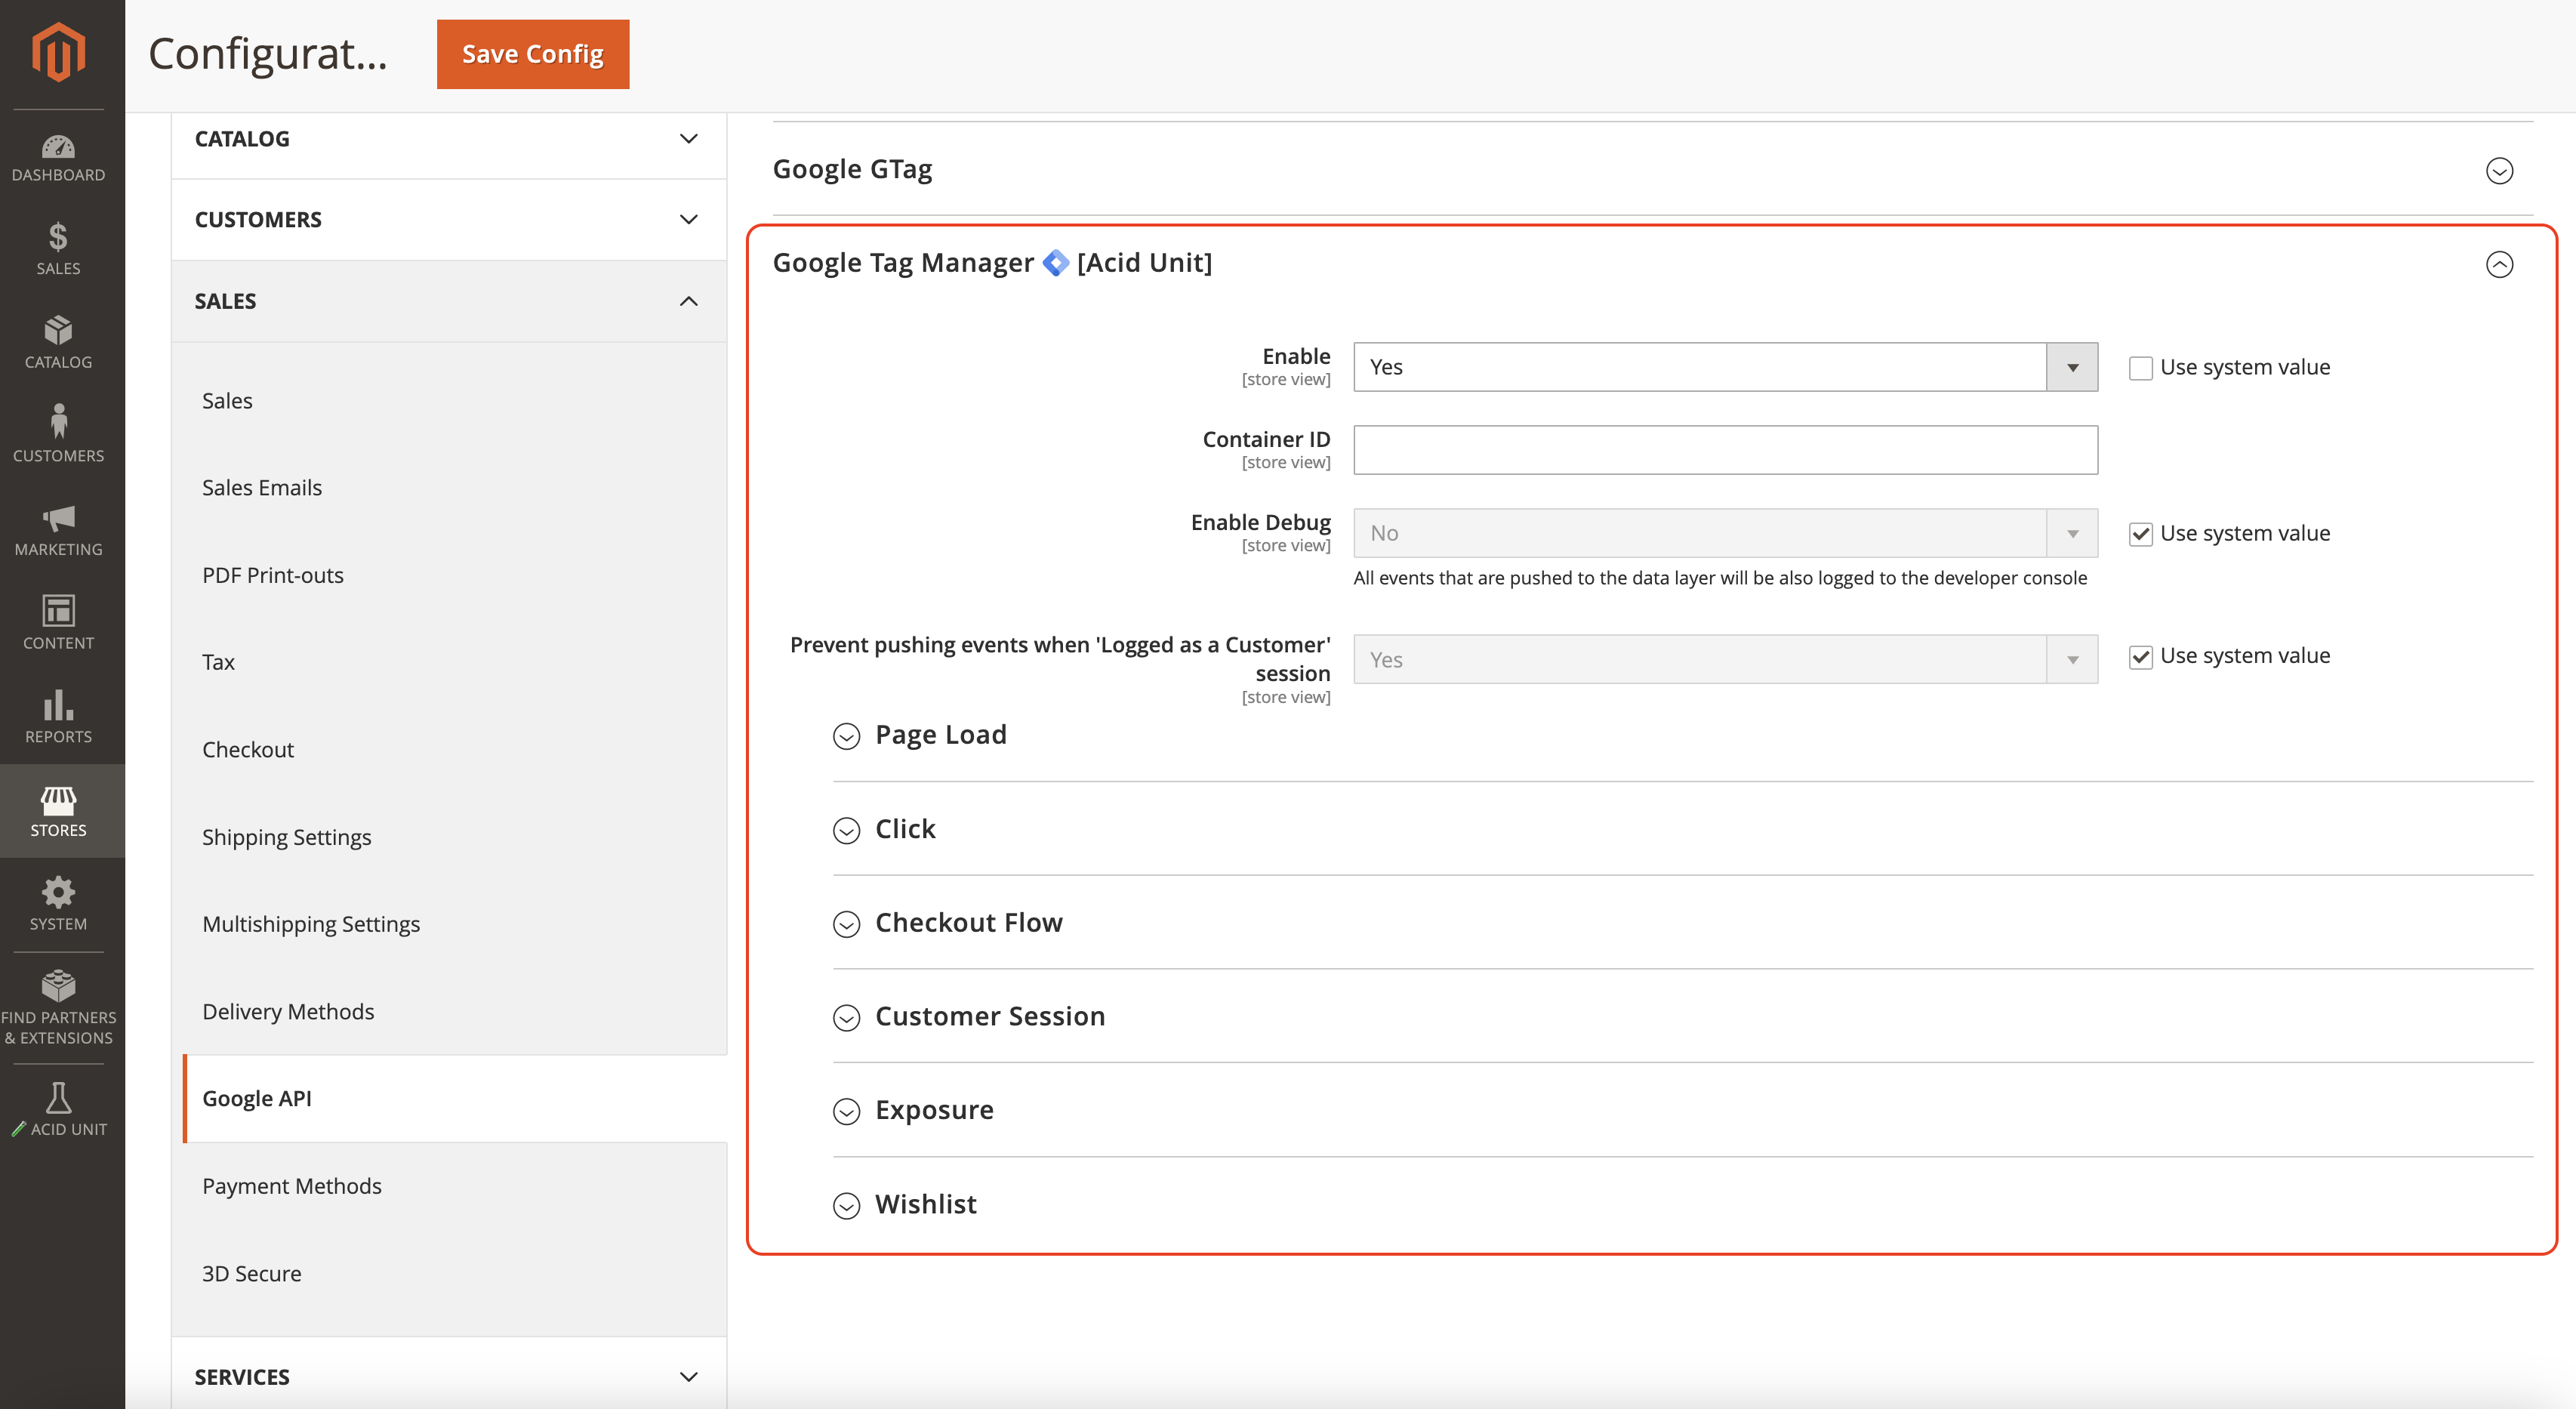 Configurat...
Save Config
DASHBOARD
SALES
CATALOG
CUSTOMERS
MARKETING
CONTENT
REPORTS
STORES
SYSTEM
FIND PARTNERS
& EXTENSIONS
ACID UNIT
CATALOG
CUSTOMERS
SALES
Sales
Sales Emails
PDF Print-outs
Tax
Checkout
Shipping Settings
Multishipping Settings
Delivery Methods
Google API
Payment Methods
3D Secure
SERVICES
Google GTag
Google Tag Manager [Acid Unit]
Enable
[store view]
Yes
Use system value
Container ID
[store view]
Enable Debug
[store view]
No
Use system value
All events that are pushed to the data layer will be also logged to the developer console
Prevent pushing events when 'Logged as a Customer'
session
[store view]
Yes
Use system value
Page Load
Click
Checkout Flow
Customer Session
Exposure
Wishlist